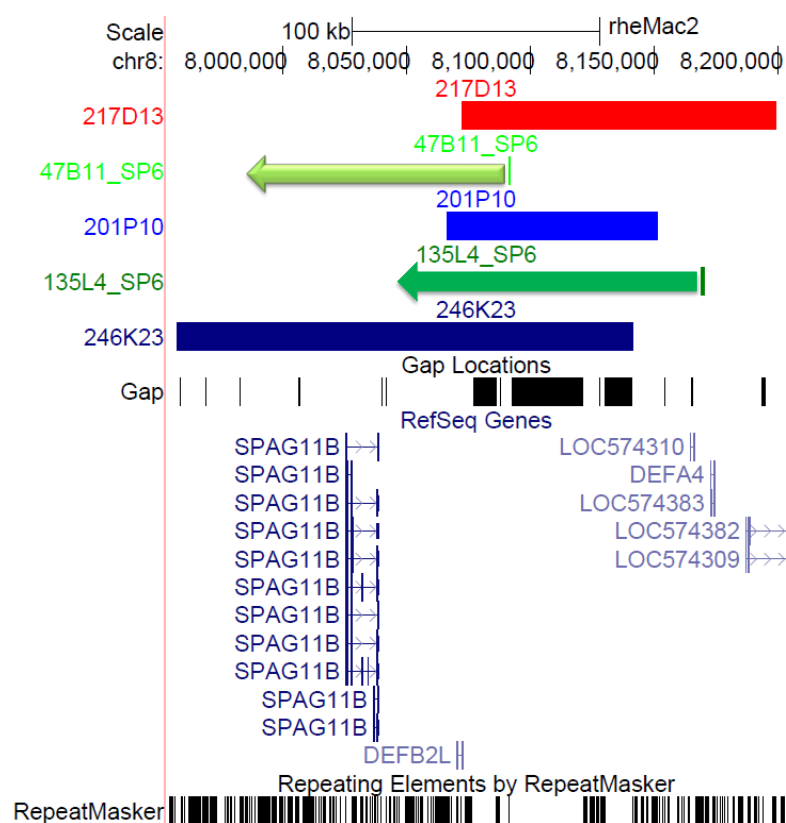 Scale 100 kb rheMac2
chr8: 8,000,000 8,050,000 8,100,000 8,150,000 8,200,000
217D13
217D13
47B11_SP6
47B11_SP6
201P10
201P10
135L4_SP6
135L4_SP6
246K23
246K23
Gap Locations
Gap
RefSeq Genes
SPAG11B LOC574310
SPAG11B DEFA4
SPAG11B LOC574383
SPAG11B LOC574382
SPAG11B LOC574309
SPAG11B
SPAG11B
SPAG11B
SPAG11B
SPAG11B
SPAG11B
DEFB2L
Repeating Elements by RepeatMasker
RepeatMasker